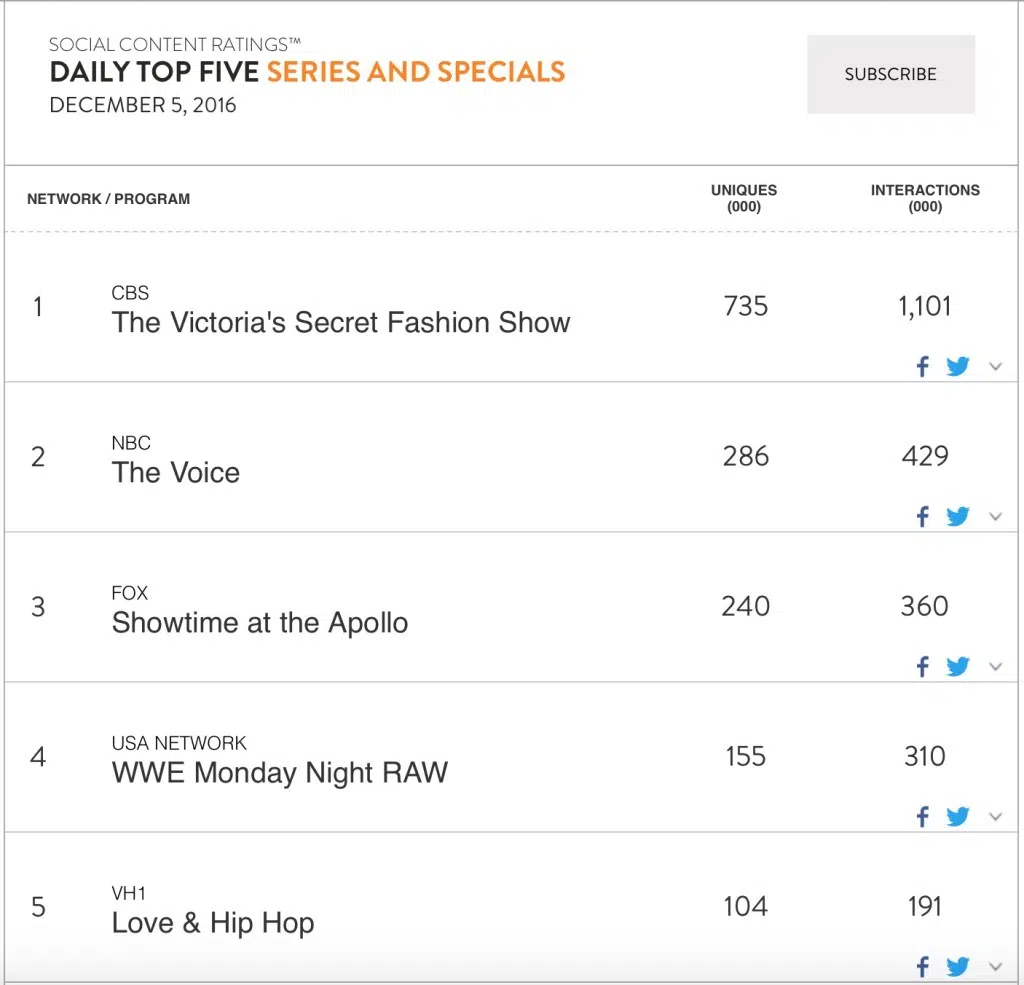 SOCIAL CONTENT RATINGS™
DAILY TOP FIVE SERIES AND SPECIALS
DECEMBER 5, 2016
SUBSCRIBE
NETWORK / PROGRAM
UNIQUES
(000)
INTERACTIONS
(000)
1
CBS
The Victoria's Secret Fashion Show
735
1,101
2
NBC
The Voice
286
429
3
FOX
Showtime at the Apollo
240
360
4
USA NETWORK
WWE Monday Night RAW
155
310
5
VH1
Love & Hip Hop
104
191